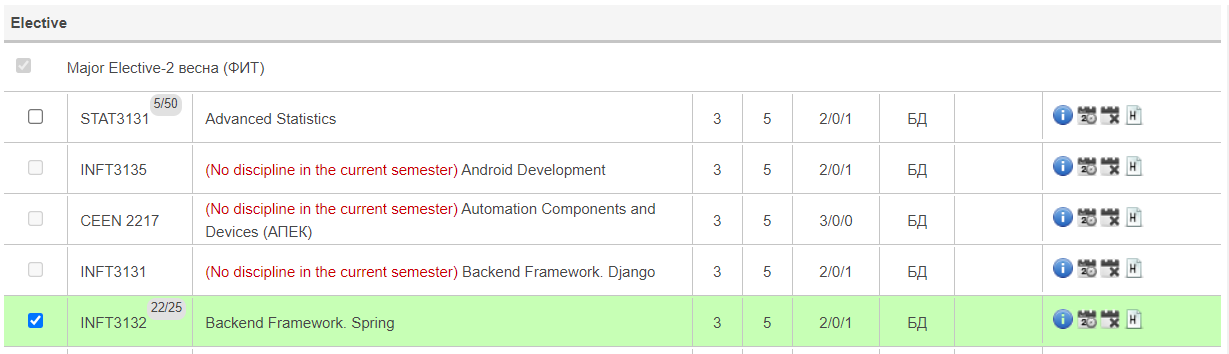 Elective
Major Elective-2 весна (ФИТ)
STAT3131 5/50 Advanced Statistics 3 5 2/0/1 БД
INFT3135 (No discipline in the current semester) Android Development 3 5 2/0/1 БД
CEEN 2217 (No discipline in the current semester) Automation Components and
Devices (АПЕК) 3 5 3/0/0 БД
INFT3131 (No discipline in the current semester) Backend Framework. Django 3 5 2/0/1 БД
INFT3132 22/25 Backend Framework. Spring 3 5 2/0/1 БД